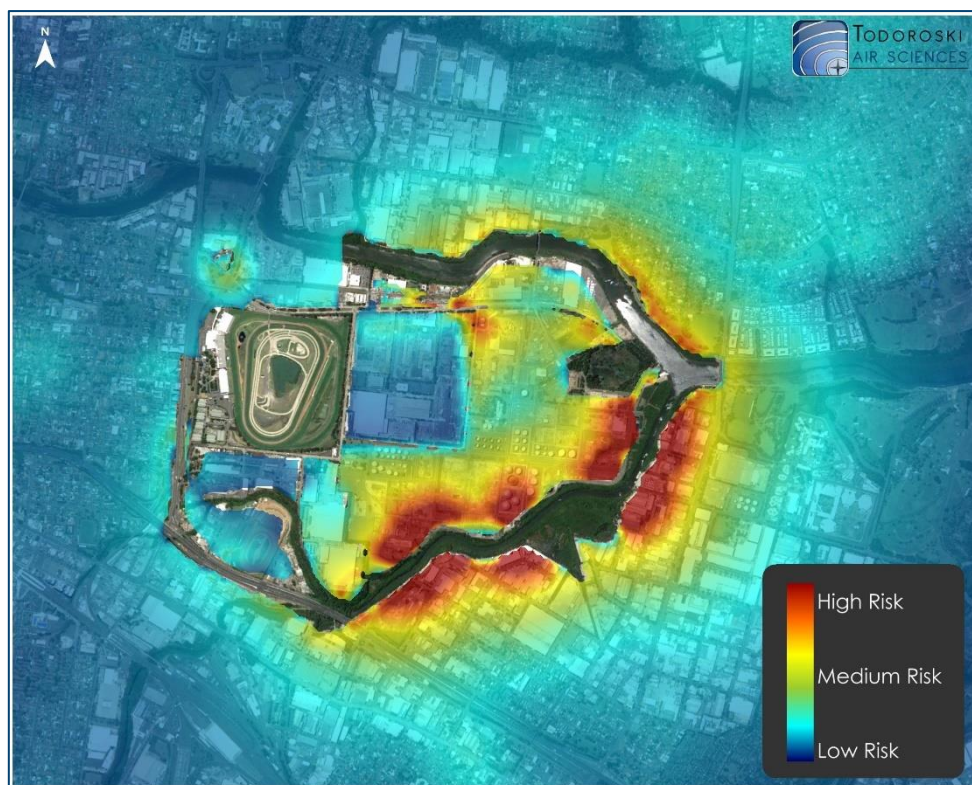 N
TODOROSKI
AIR SCIENCES
High Risk
Medium Risk
Low Risk